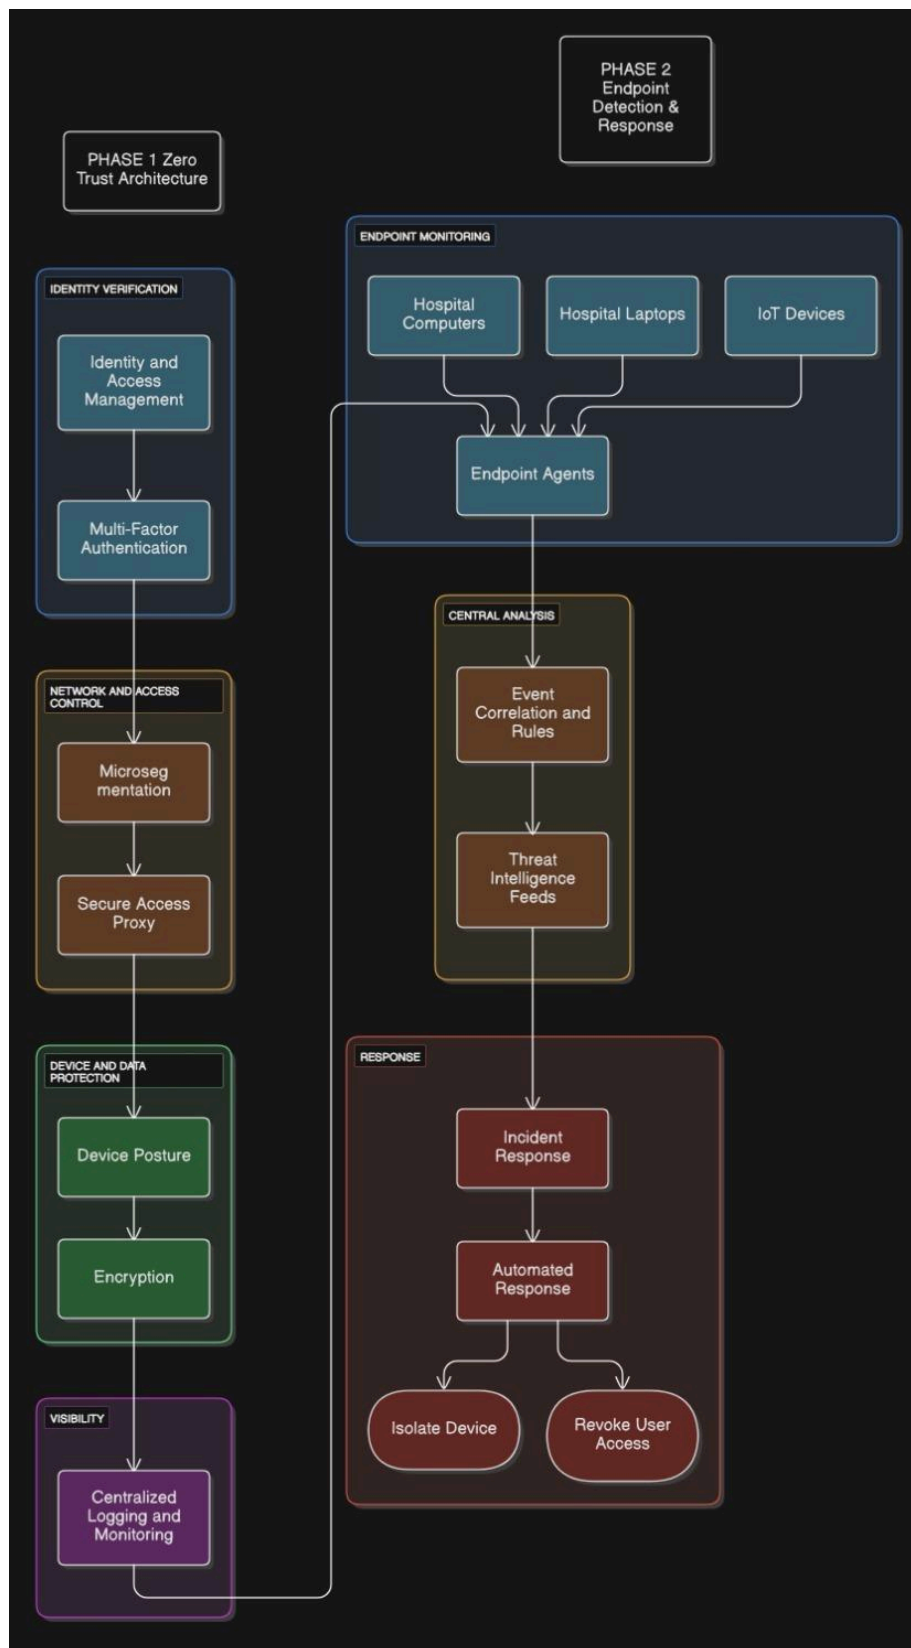 PHASE 1 Zero
Trust Architecture
IDENTITY VERIFICATION
Identity and
Access
Management
Multi-Factor
Authentication
NETWORK AND ACCESS
CONTROL
Microseg
mentation
Secure Access
Proxy
DEVICE AND DATA
PROTECTION
Device Posture
Encryption
VISIBILITY
Centralized
Logging and
Monitoring
PHASE 2
Endpoint
Detection &
Response
ENDPOINT MONITORING
Hospital
Computers
Hospital Laptops
IoT Devices
Endpoint Agents
CENTRAL ANALYSIS
Event
Correlation and
Rules
Threat
Intelligence
Feeds
RESPONSE
Incident
Response
Automated
Response
Isolate Device
Revoke User
Access